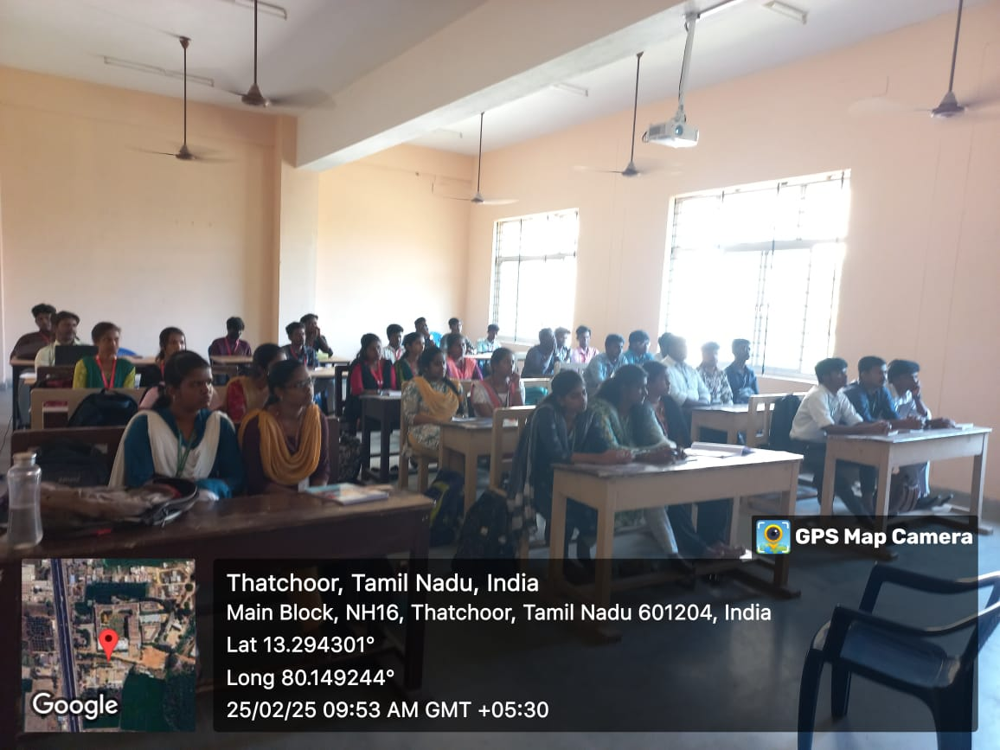 GPS Map Camera
Thatchoor, Tamil Nadu, India
Main Block, NH16, Thatchoor, Tamil Nadu 601204, India
Lat 13.294301°
Long 80.149244°
25/02/25 09:53 AM GMT +05:30
Google